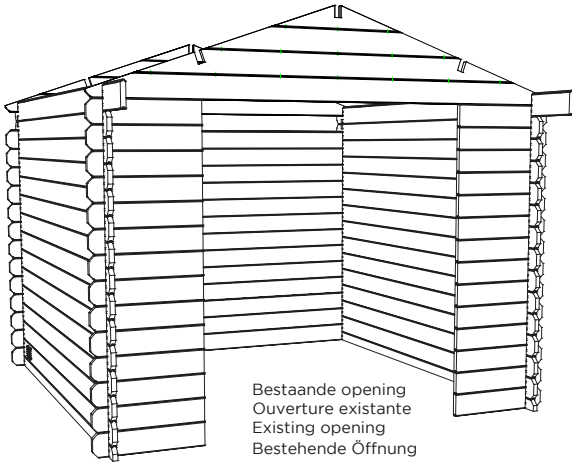 Bestaande opening
Ouverture existante
Existing opening
Bestehende Öffnung